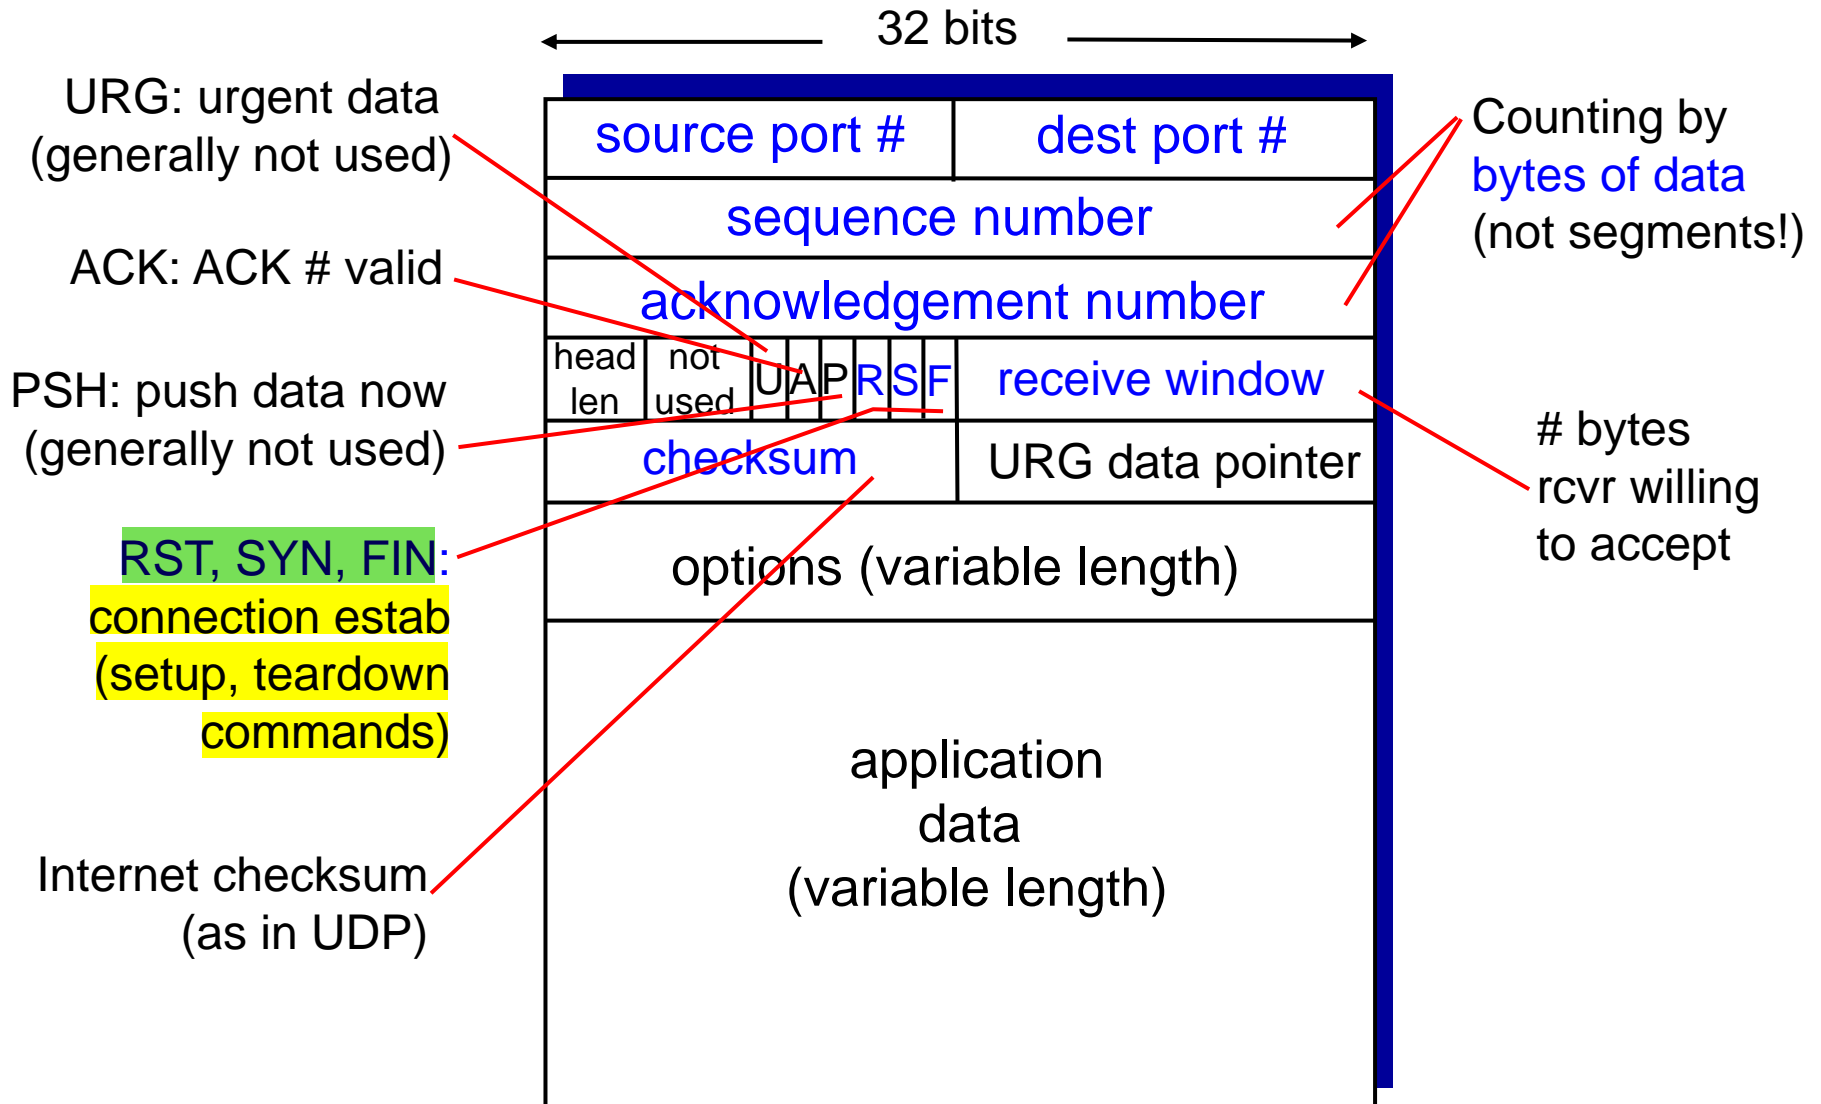 32 bits
URG: urgent data
(generally not used)
ACK: ACK # valid
PSH: push data now
(generally not used)
RST, SYN, FIN:
connection estab
(setup, teardown
commands)
Internet checksum
(as in UDP)
source port #
dest port #
sequence number
acknowledgement number
head
len
not
used
U A P R S F
receive window
checksum
URG data pointer
options (variable length)
application
data
(variable length)
Counting by
bytes of data
(not segments!)
# bytes
rcvr willing
to accept